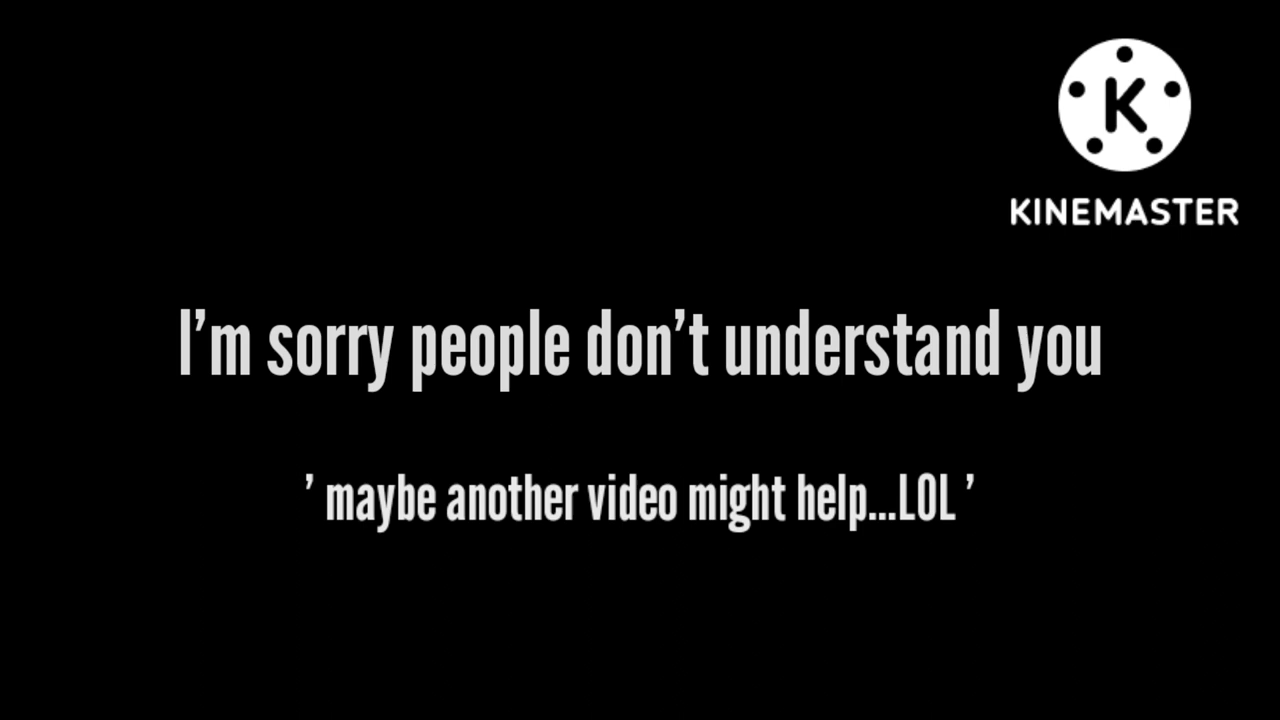 K
KINEMASTER
I’m sorry people don’t understand you
’ maybe another video might help...LOL ’